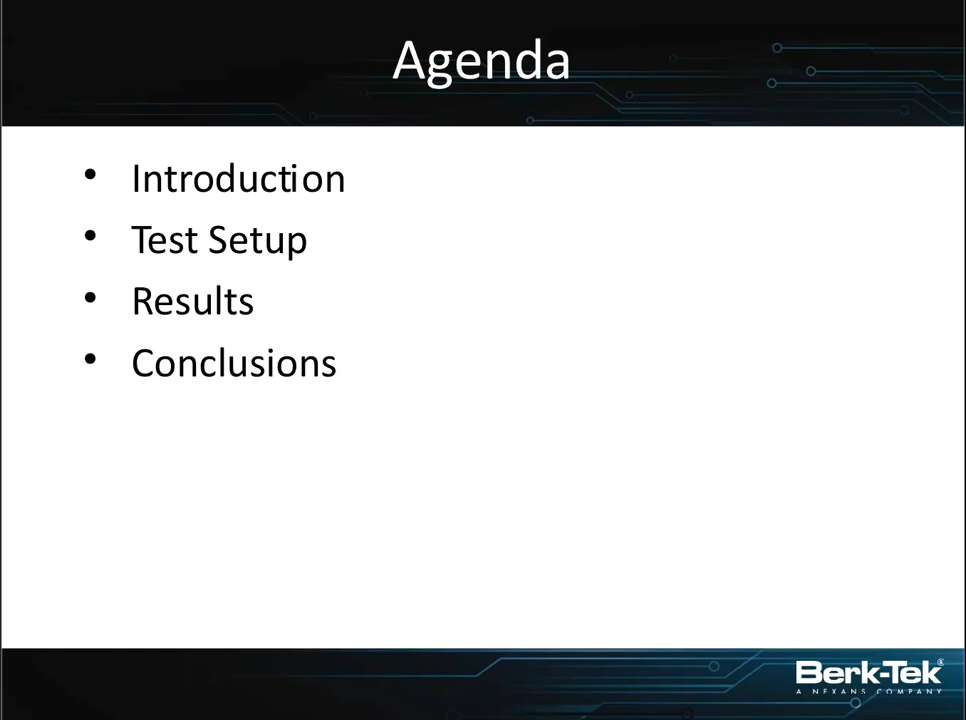 Agenda
• Introduction
• Test Setup
• Results
• Conclusions
Berk-Tek®
A NEXANS COMPANY